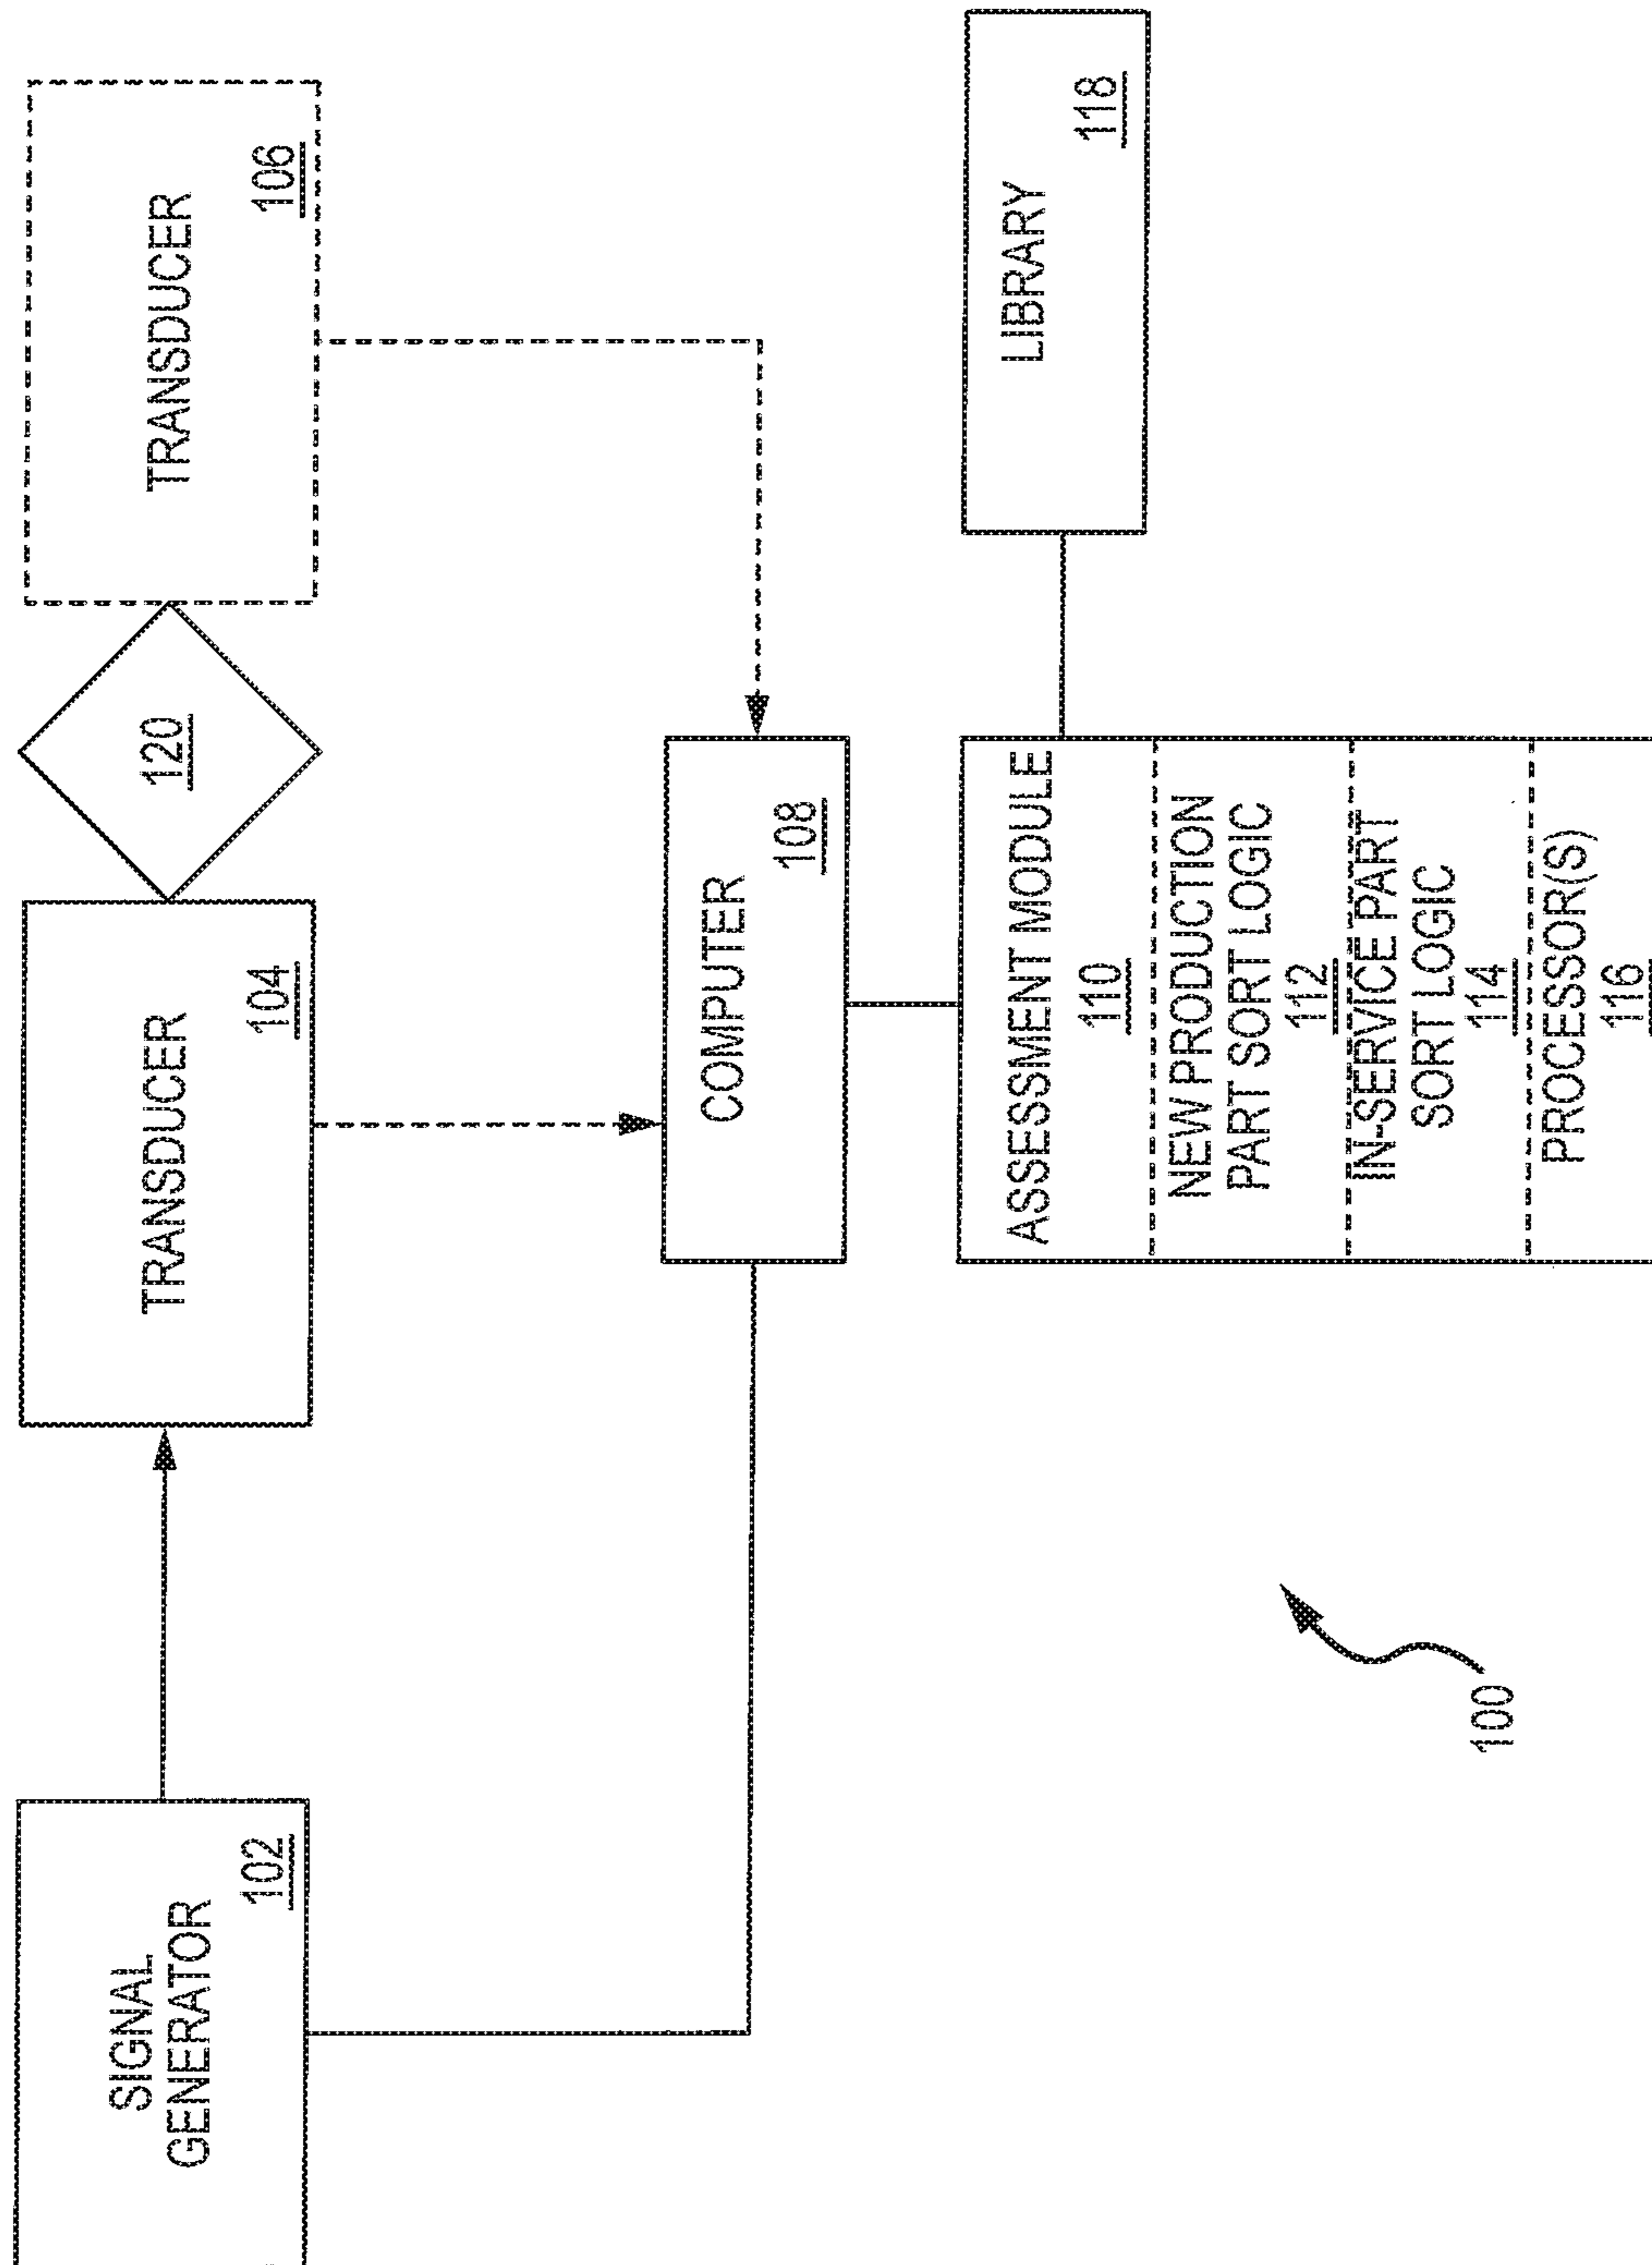 SIGNAL
GENERATOR
102
TRANSDUCER
104
120
TRANSDUCER
106
COMPUTER
108
ASSESSMENT MODULE
110
NEW PRODUCTION
PART SORT LOGIC
112
IN-SERVICE PART
SORT LOGIC
114
PROCESSOR(S)
116
LIBRARY
118
100